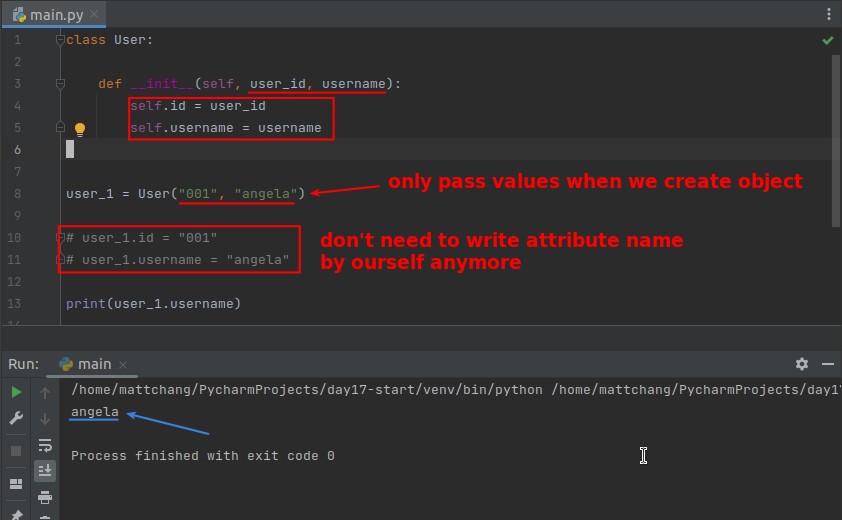 main.py
1 class User:
2
3 def __init__(self, user_id, username):
4 self.id = user_id
5 self.username = username
6
7
8 user_1 = User("001", "angela")
only pass values when we create object
9
10 # user_1.id = "001"
don't need to write attribute name
11 # user_1.username = "angela"
by ourself anymore
12
13 print(user_1.username)
Run: main
/home/mattchang/PycharmProjects/day17-start/venv/bin/python /home/mattchang/PycharmProjects/day1
angela
Process finished with exit code 0